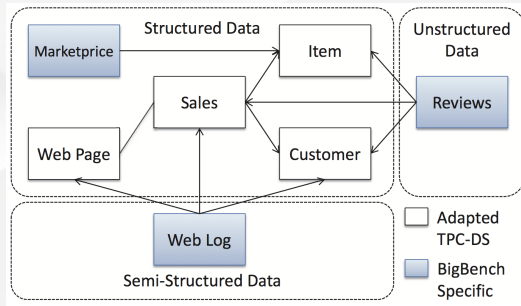 Structured Data
Unstructured
Data
Marketprice
Item
Sales
Reviews
Web Page
Customer
Web Log
Semi-Structured Data
Adapted
TPC-DS
BigBench
Specific